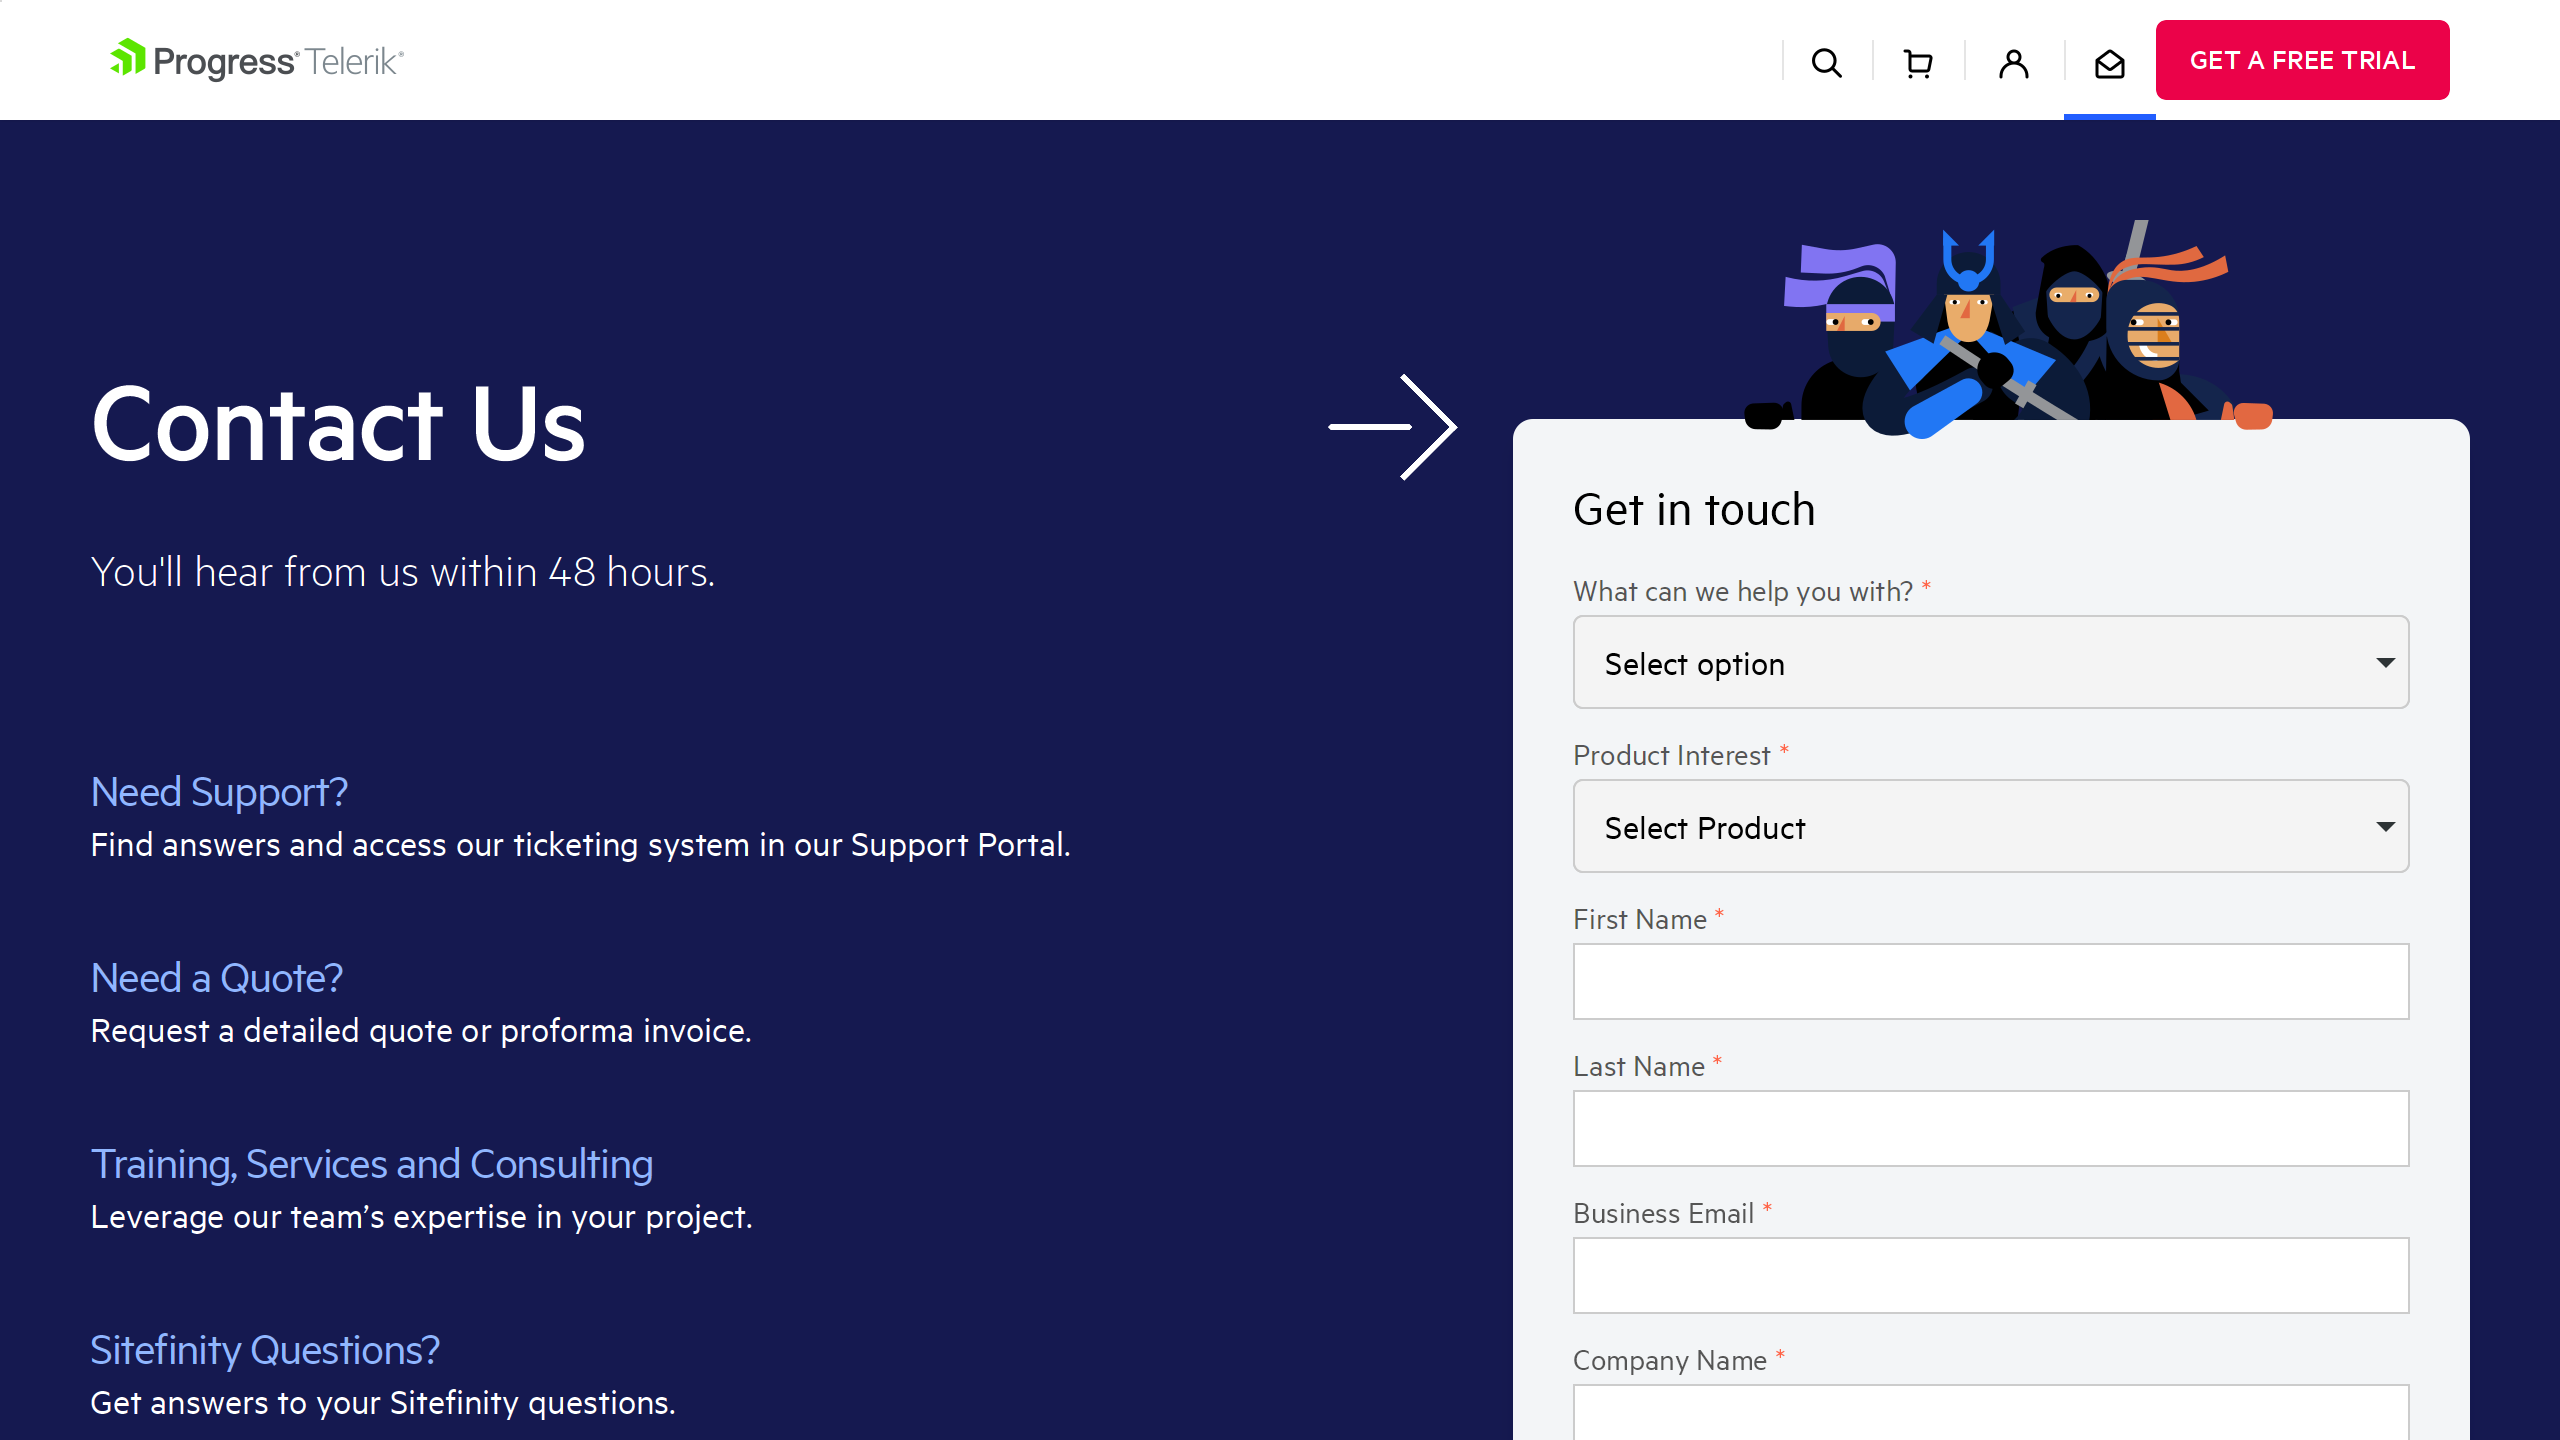 Progress® Telerik®
GET A FREE TRIAL
Contact Us
You'll hear from us within 48 hours.
Need Support?
Find answers and access our ticketing system in our Support Portal.
Need a Quote?
Request a detailed quote or proforma invoice.
Training, Services and Consulting
Leverage our team’s expertise in your project.
Sitefinity Questions?
Get answers to your Sitefinity questions.
Get in touch
What can we help you with? *
Select option
Product Interest *
Select Product
First Name *
Last Name *
Business Email *
Company Name *